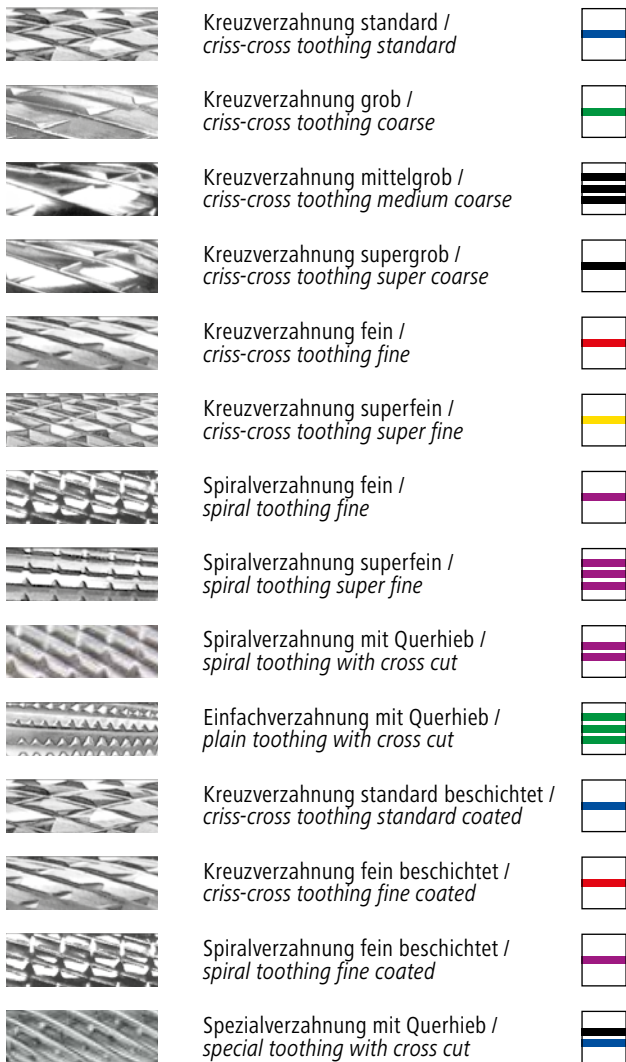 Kreuzverzahnung standard /
criss-cross toothing standard
Kreuzverzahnung grob /
criss-cross toothing coarse
Kreuzverzahnung mittelgrob /
criss-cross toothing medium coarse
Kreuzverzahnung supergrob /
criss-cross toothing super coarse
Kreuzverzahnung fein /
criss-cross toothing fine
Kreuzverzahnung superfein /
criss-cross toothing super fine
Spiralverzahnung fein /
spiral toothing fine
Spiralverzahnung superfein /
spiral toothing super fine
Spiralverzahnung mit Querhieb /
spiral toothing with cross cut
Einfachverzahnung mit Querhieb /
plain toothing with cross cut
Kreuzverzahnung standard beschichtet /
criss-cross toothing standard coated
Kreuzverzahnung fein beschichtet /
criss-cross toothing fine coated
Spiralverzahnung fein beschichtet /
spiral toothing fine coated
Spezialverzahnung mit Querhieb /
special toothing with cross cut